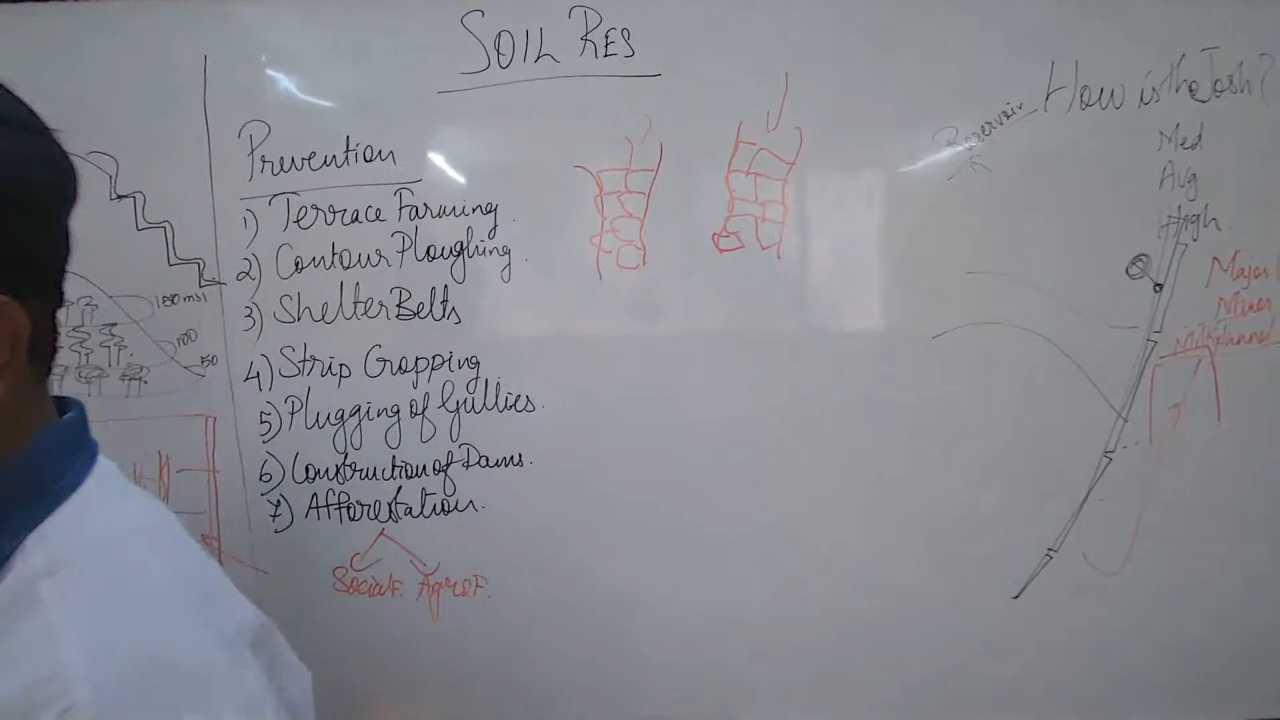 SOIL RES
Prevention
1) Terrace Farming.
2) Contour Ploughing.
3) Shelter Belts
4) Strip Cropping.
5) Plugging of Gullies.
6) Construction of Dams.
7) Afforestation.
Social F. Agro F.
100
50
Reservoir
How is the Josh?
Med
Avg
High
Major
Minor